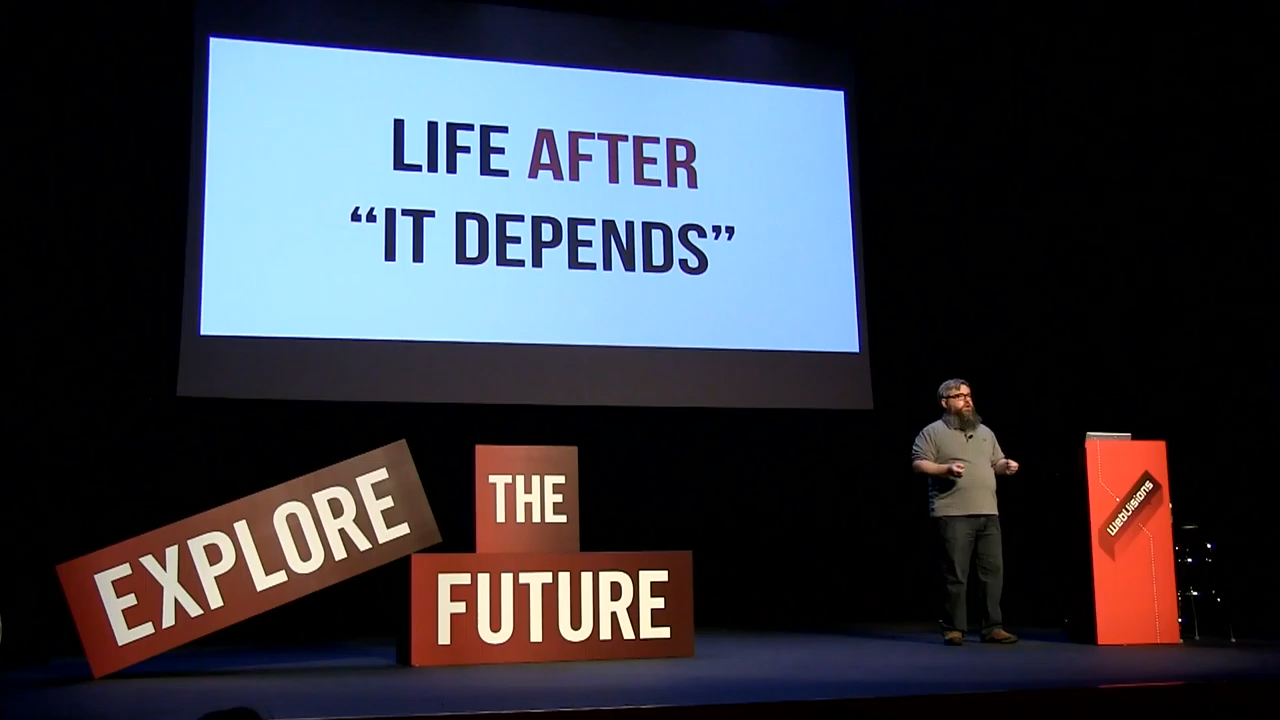 LIFE AFTER
“IT DEPENDS”
EXPLORE
THE
FUTURE
WebVisions